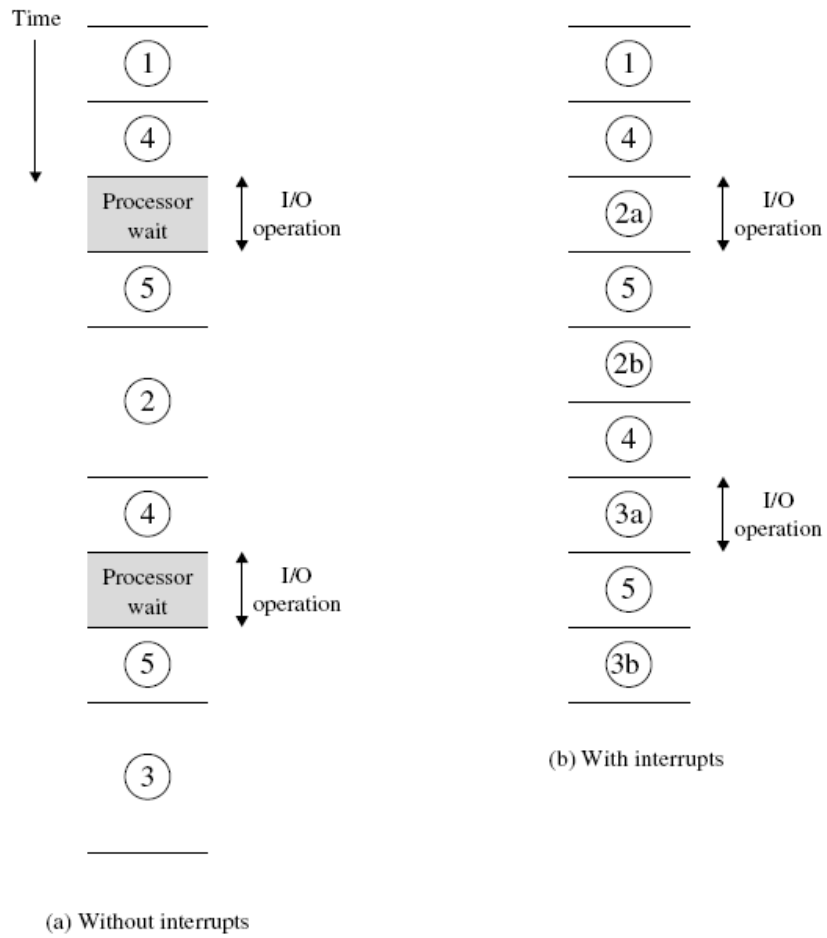 Time
1
4
Processor
wait
I/O
operation
5
2
4
Processor
wait
I/O
operation
5
3
(a) Without interrupts
1
4
2a
I/O
operation
5
2b
4
3a
I/O
operation
5
3b
(b) With interrupts